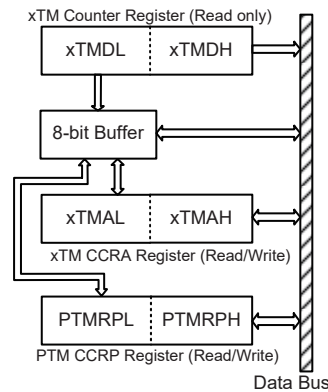 xTM Counter Register (Read only)
xTMDL xTMDH
8-bit Buffer
xTMAL xTMAH
xTM CCRA Register (Read/Write)
PTMRPL PTMRPH
PTM CCRP Register (Read/Write)
Data Bus